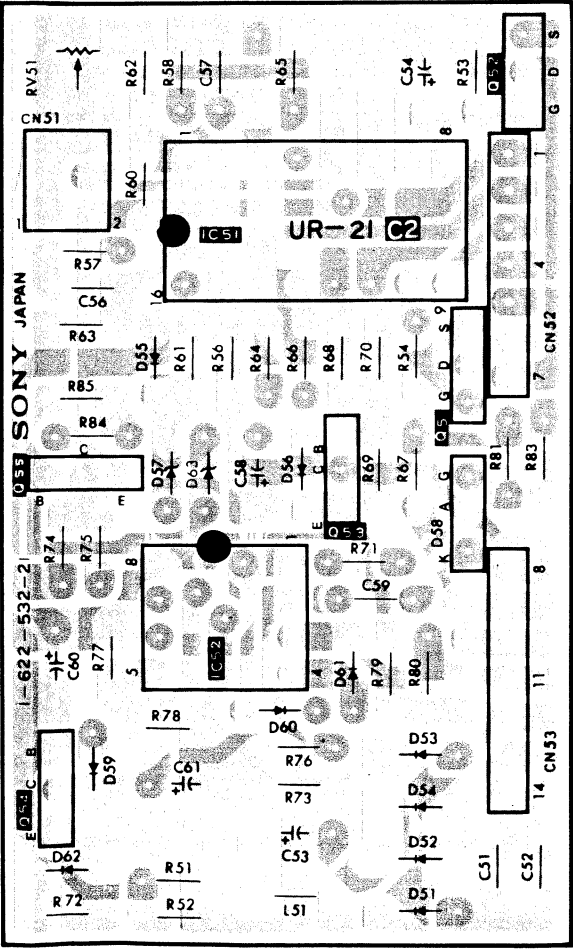 RV51
R62
R58
C57
R65
C54
R53
Q52
S
D
G
CN51
1
2
R60
1
8
16
9
IC51
UR-21 C2
1
4
7
CN52
R57
C56
R63
R85
R84
SONY JAPAN
D55
R61
R56
R64
R66
R68
R70
R54
S
D
G
Q5
Q55
B
C
E
D57
D63
C58
D56
E
C
B
Q53
R69
R67
D58
K
A
G
R81
R83
R74
R75
8
1
5
4
IC52
R71
C59
1-622-532-21
C60
R77
D61
R79
R80
8
11
14
CN53
R78
D60
R76
R73
D53
D54
D52
D51
Q54
E
C
B
D59
C61
C53
D62
R72
R51
R52
L51
C51
C52